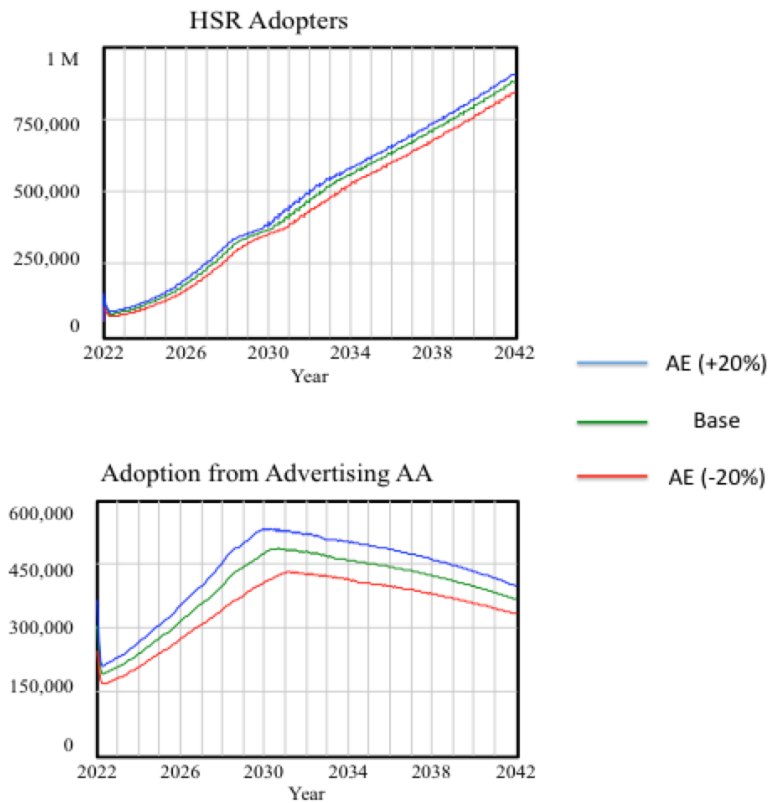 HSR Adopters
1 M
750,000
500,000
250,000
0
2022 2026 2030 2034 2038 2042
Year
AE (+20%)
Base
AE (-20%)
Adoption from Advertising AA
600,000
450,000
300,000
150,000
0
2022 2026 2030 2034 2038 2042
Year